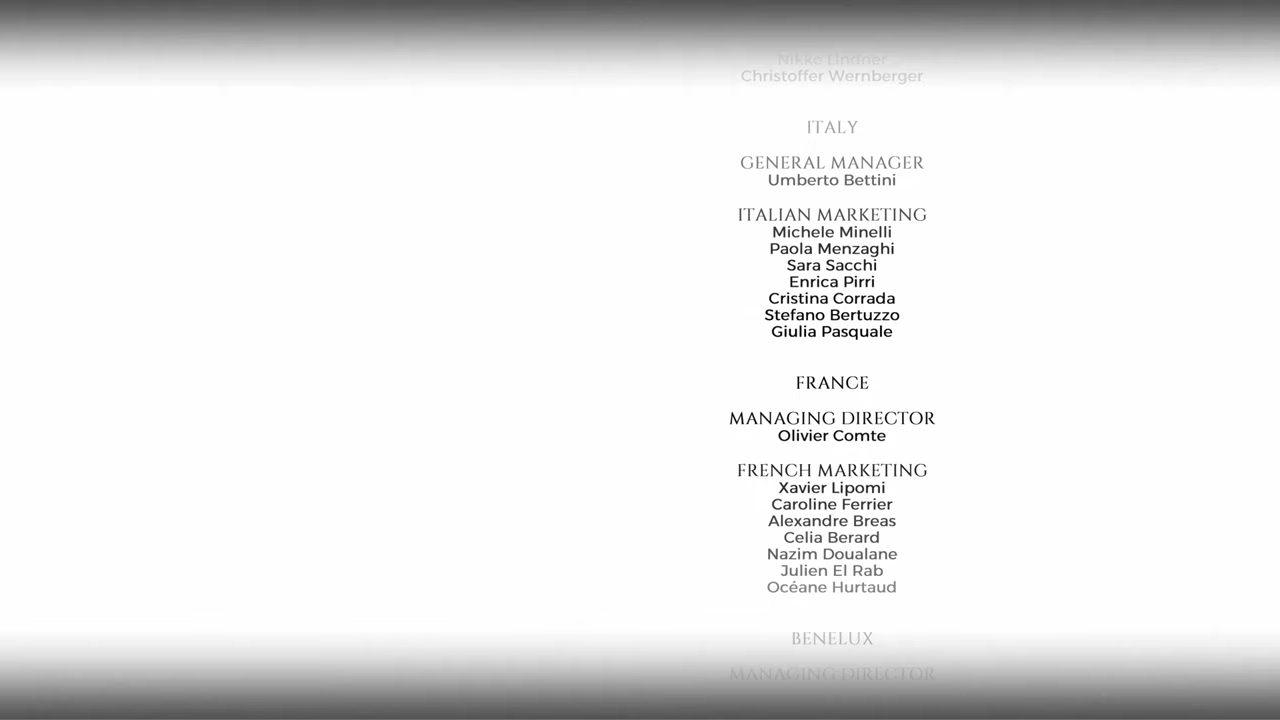 Nikke Lindner
Christoffer Wernberger
ITALY
GENERAL MANAGER
Umberto Bettini
ITALIAN MARKETING
Michele Minelli
Paola Menzaghi
Sara Sacchi
Enrica Pirri
Cristina Corrada
Stefano Bertuzzo
Giulia Pasquale
FRANCE
MANAGING DIRECTOR
Olivier Comte
FRENCH MARKETING
Xavier Lipomi
Caroline Ferrier
Alexandre Breas
Celia Berard
Nazim Doualane
Julien El Rab
Océane Hurtaud
BENELUX
MANAGING DIRECTOR